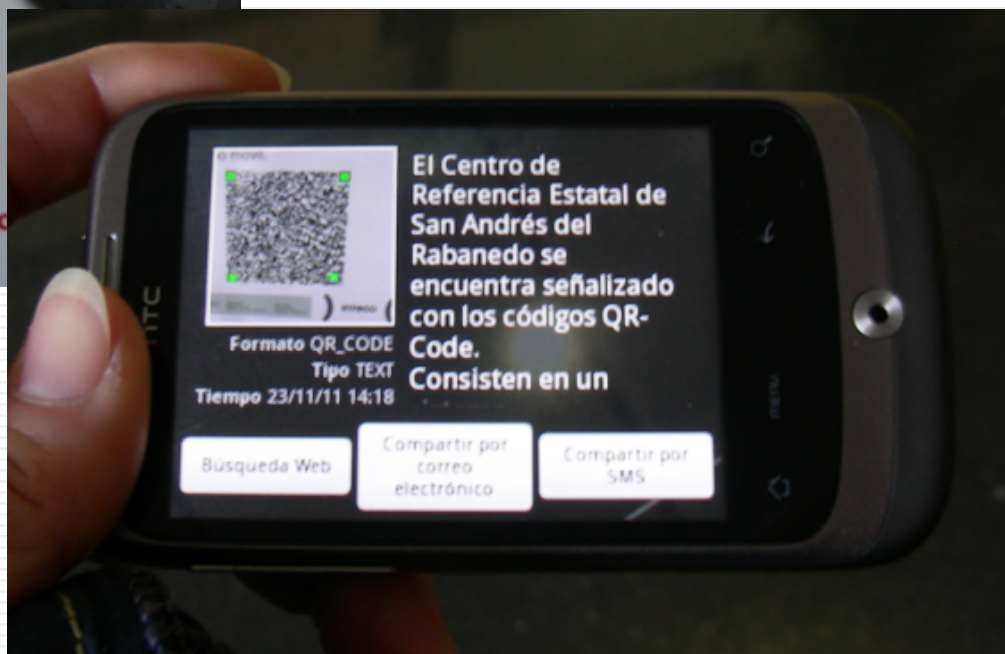 o movil.
El Centro de
Referencia Estatal de
San Andrés del
Rabanedo se
encuentra señalizado
con los códigos QR-
Code.
Consisten en un
Formato QR_CODE
Tipo TEXT
Tiempo 23/11/11 14:18
Búsqueda Web
Compartir por
correo
electrónico
Compartir por
SMS
hTC
MENU